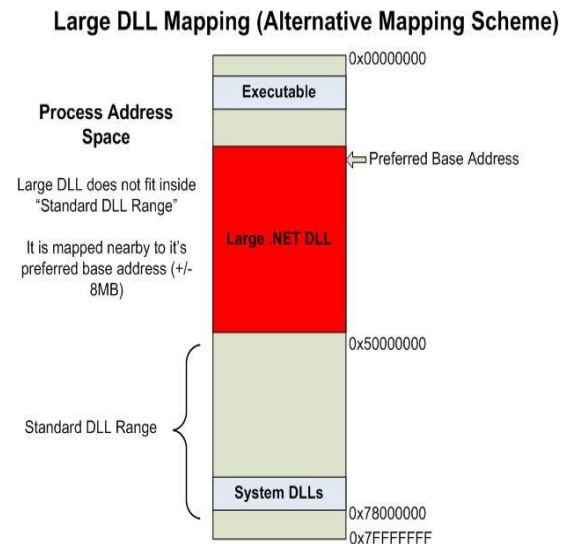 Large DLL Mapping (Alternative Mapping Scheme)
0x00000000
Executable
Process Address
Space
Preferred Base Address
Large DLL does not fit inside
“Standard DLL Range”
It is mapped nearby to it’s
preferred base address (+/-
8MB)
Large .NET DLL
0x50000000
Standard DLL Range
System DLLs
0x78000000
0x7FFFFFFF